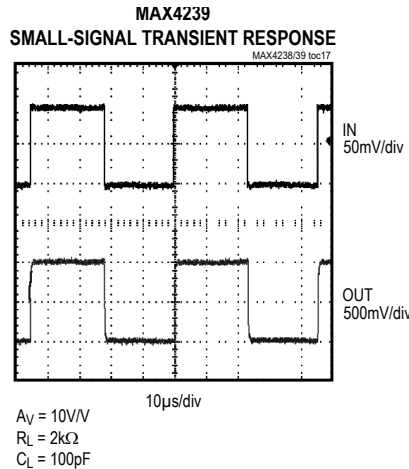 MAX4239
SMALL-SIGNAL TRANSIENT RESPONSE
MAX4238/39 toc17
IN
50mV/div
OUT
500mV/div
10µs/div
AV = 10V/V
RL = 2kΩ
CL = 100pF